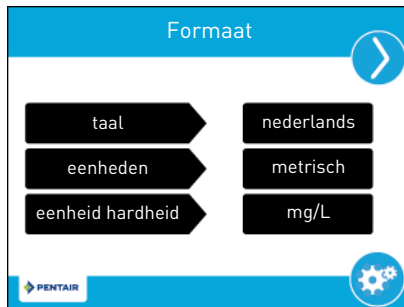 Formaat
taal nederlands
eenheden metrisch
eenheid hardheid mg/L
PENTAIR